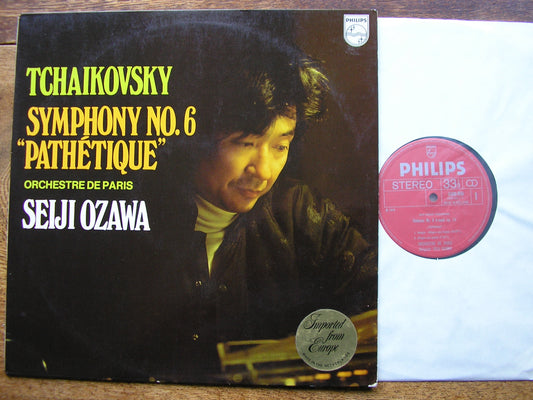 PHILIPS
TCHAIKOVSKY
SYMPHONY NO. 6
"PATHÉTIQUE"
ORCHESTRE DE PARIS
SEIJI OZAWA
Imported
from
Europe
PHILIPS
STEREO 33⅓
1